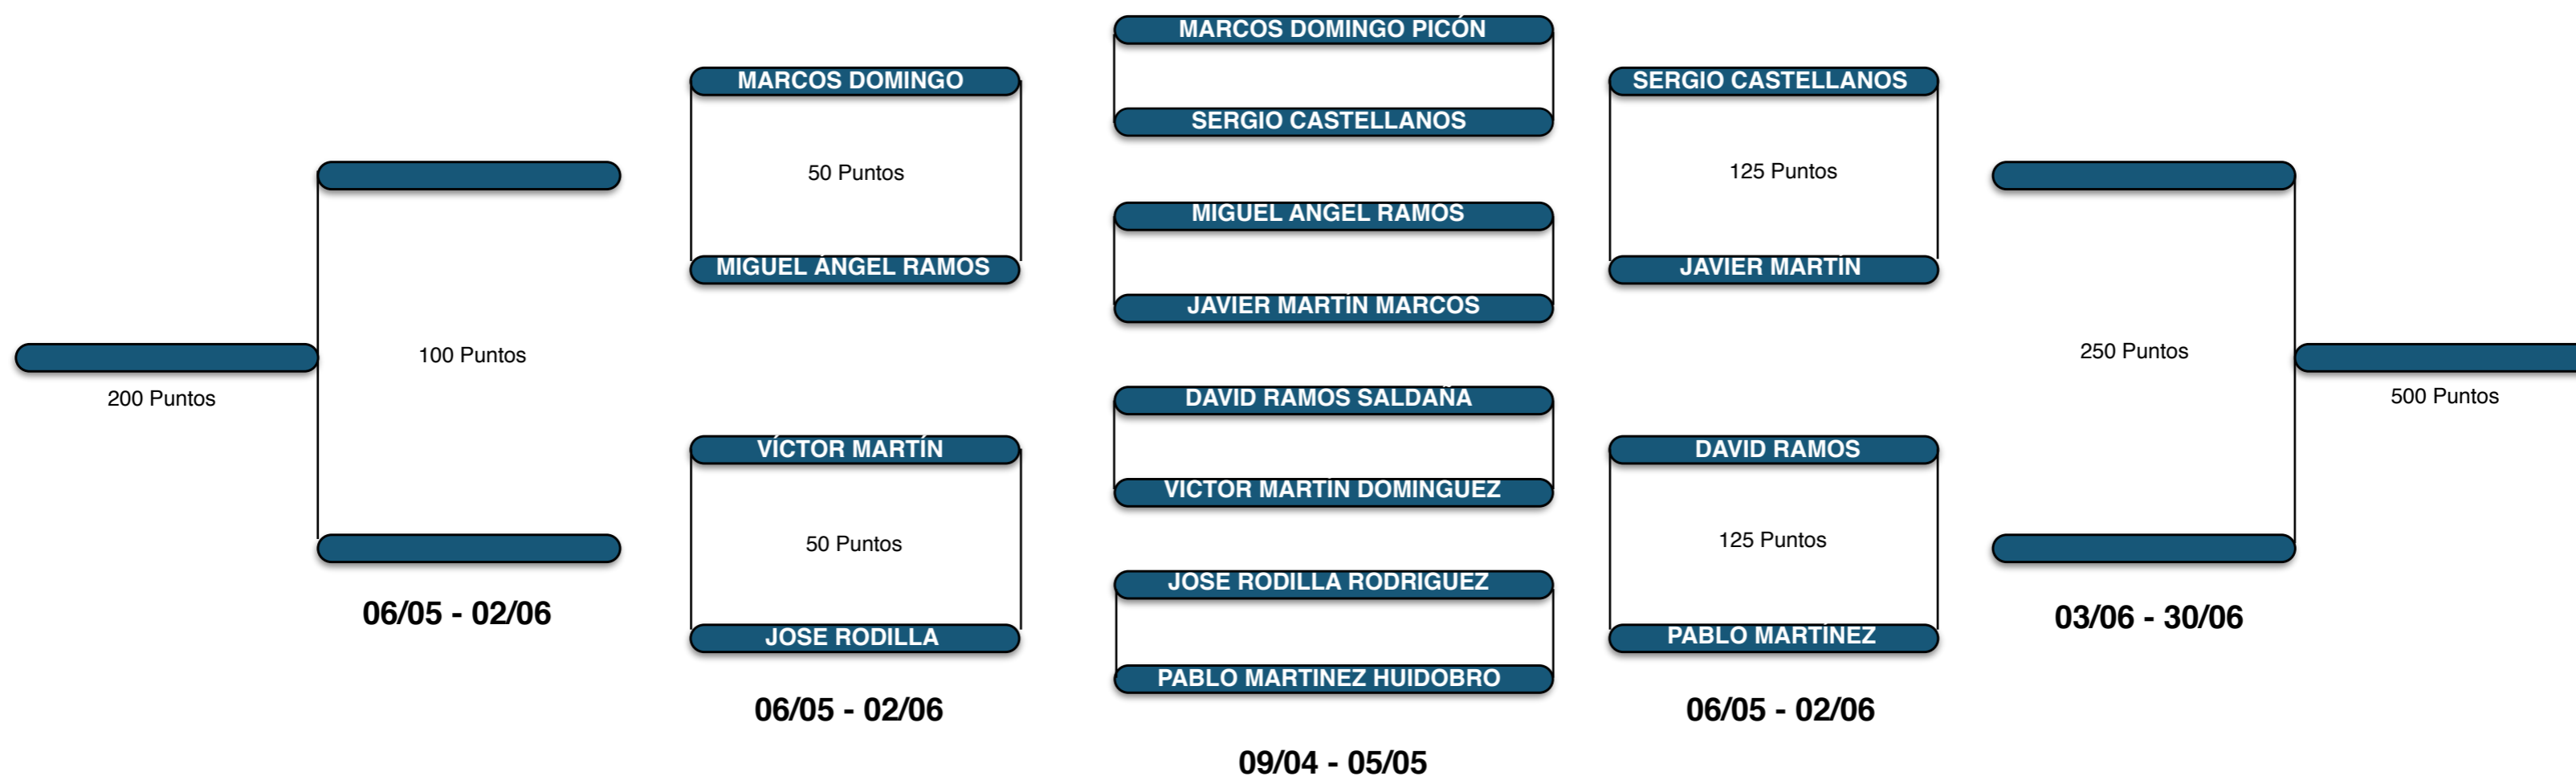 MARCOS DOMINGO PICÓN
SERGIO CASTELLANOS
MIGUEL ANGEL RAMOS
JAVIER MARTÍN MARCOS
DAVID RAMOS SALDAÑA
VICTOR MARTÍN DOMINGUEZ
JOSE RODILLA RODRIGUEZ
PABLO MARTINEZ HUIDOBRO
09/04 - 05/05
MARCOS DOMINGO
50 Puntos
MIGUEL ÁNGEL RAMOS
VÍCTOR MARTÍN
50 Puntos
JOSE RODILLA
06/05 - 02/06
100 Puntos
06/05 - 02/06
200 Puntos
SERGIO CASTELLANOS
125 Puntos
JAVIER MARTÍN
DAVID RAMOS
125 Puntos
PABLO MARTÍNEZ
06/05 - 02/06
250 Puntos
03/06 - 30/06
500 Puntos